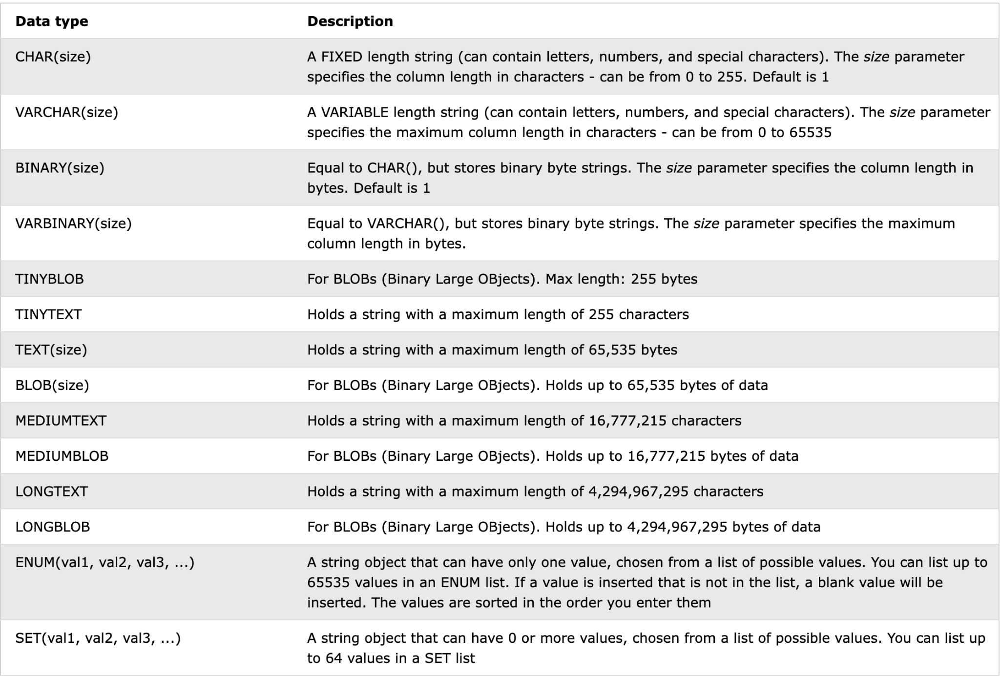 Data type Description
CHAR(size) A FIXED length string (can contain letters, numbers, and special characters). The size parameter
specifies the column length in characters - can be from 0 to 255. Default is 1
VARCHAR(size) A VARIABLE length string (can contain letters, numbers, and special characters). The size parameter
specifies the maximum column length in characters - can be from 0 to 65535
BINARY(size) Equal to CHAR(), but stores binary byte strings. The size parameter specifies the column length in
bytes. Default is 1
VARBINARY(size) Equal to VARCHAR(), but stores binary byte strings. The size parameter specifies the maximum
column length in bytes.
TINYBLOB For BLOBs (Binary Large OBjects). Max length: 255 bytes
TINYTEXT Holds a string with a maximum length of 255 characters
TEXT(size) Holds a string with a maximum length of 65,535 bytes
BLOB(size) For BLOBs (Binary Large OBjects). Holds up to 65,535 bytes of data
MEDIUMTEXT Holds a string with a maximum length of 16,777,215 characters
MEDIUMBLOB For BLOBs (Binary Large OBjects). Holds up to 16,777,215 bytes of data
LONGTEXT Holds a string with a maximum length of 4,294,967,295 characters
LONGBLOB For BLOBs (Binary Large OBjects). Holds up to 4,294,967,295 bytes of data
ENUM(val1, val2, val3, ...) A string object that can have only one value, chosen from a list of possible values. You can list up to
65535 values in an ENUM list. If a value is inserted that is not in the list, a blank value will be
inserted. The values are sorted in the order you enter them
SET(val1, val2, val3, ...) A string object that can have 0 or more values, chosen from a list of possible values. You can list up
to 64 values in a SET list